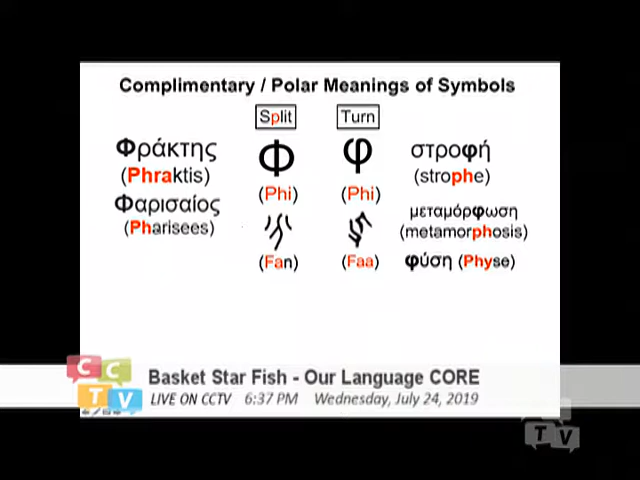 Complimentary / Polar Meanings of Symbols
Split Turn
Φράκτης Φ φ στροφή
(Phraktis) (Phi) (Phi) (strophe)
Φαρισαίος μεταμόρφωση
(Pharisees) (metamorphosis)
(Fan) (Faa) φύση (Physe)
CC
TV
Basket Star Fish - Our Language CORE
LIVE ON CCTV 6:37 PM Wednesday, July 24, 2019
TV